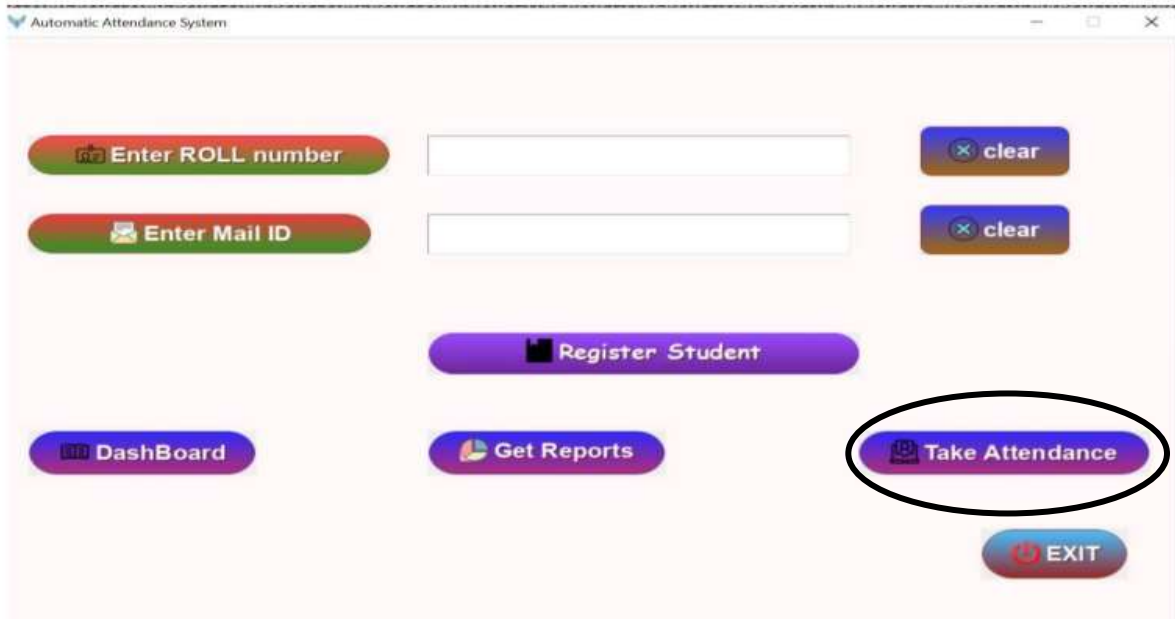 Automatic Attendance System
Enter ROLL number
clear
Enter Mail ID
clear
Register Student
DashBoard
Get Reports
Take Attendance
EXIT